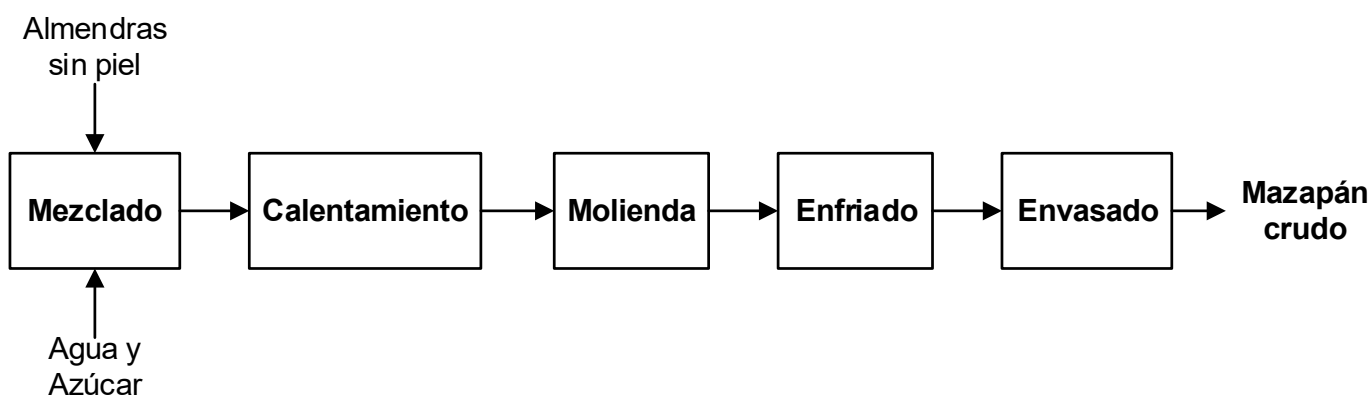 Almendras
sin piel
Mezclado
Calentamiento
Molienda
Enfriado
Envasado
Mazapán
crudo
Agua y
Azúcar